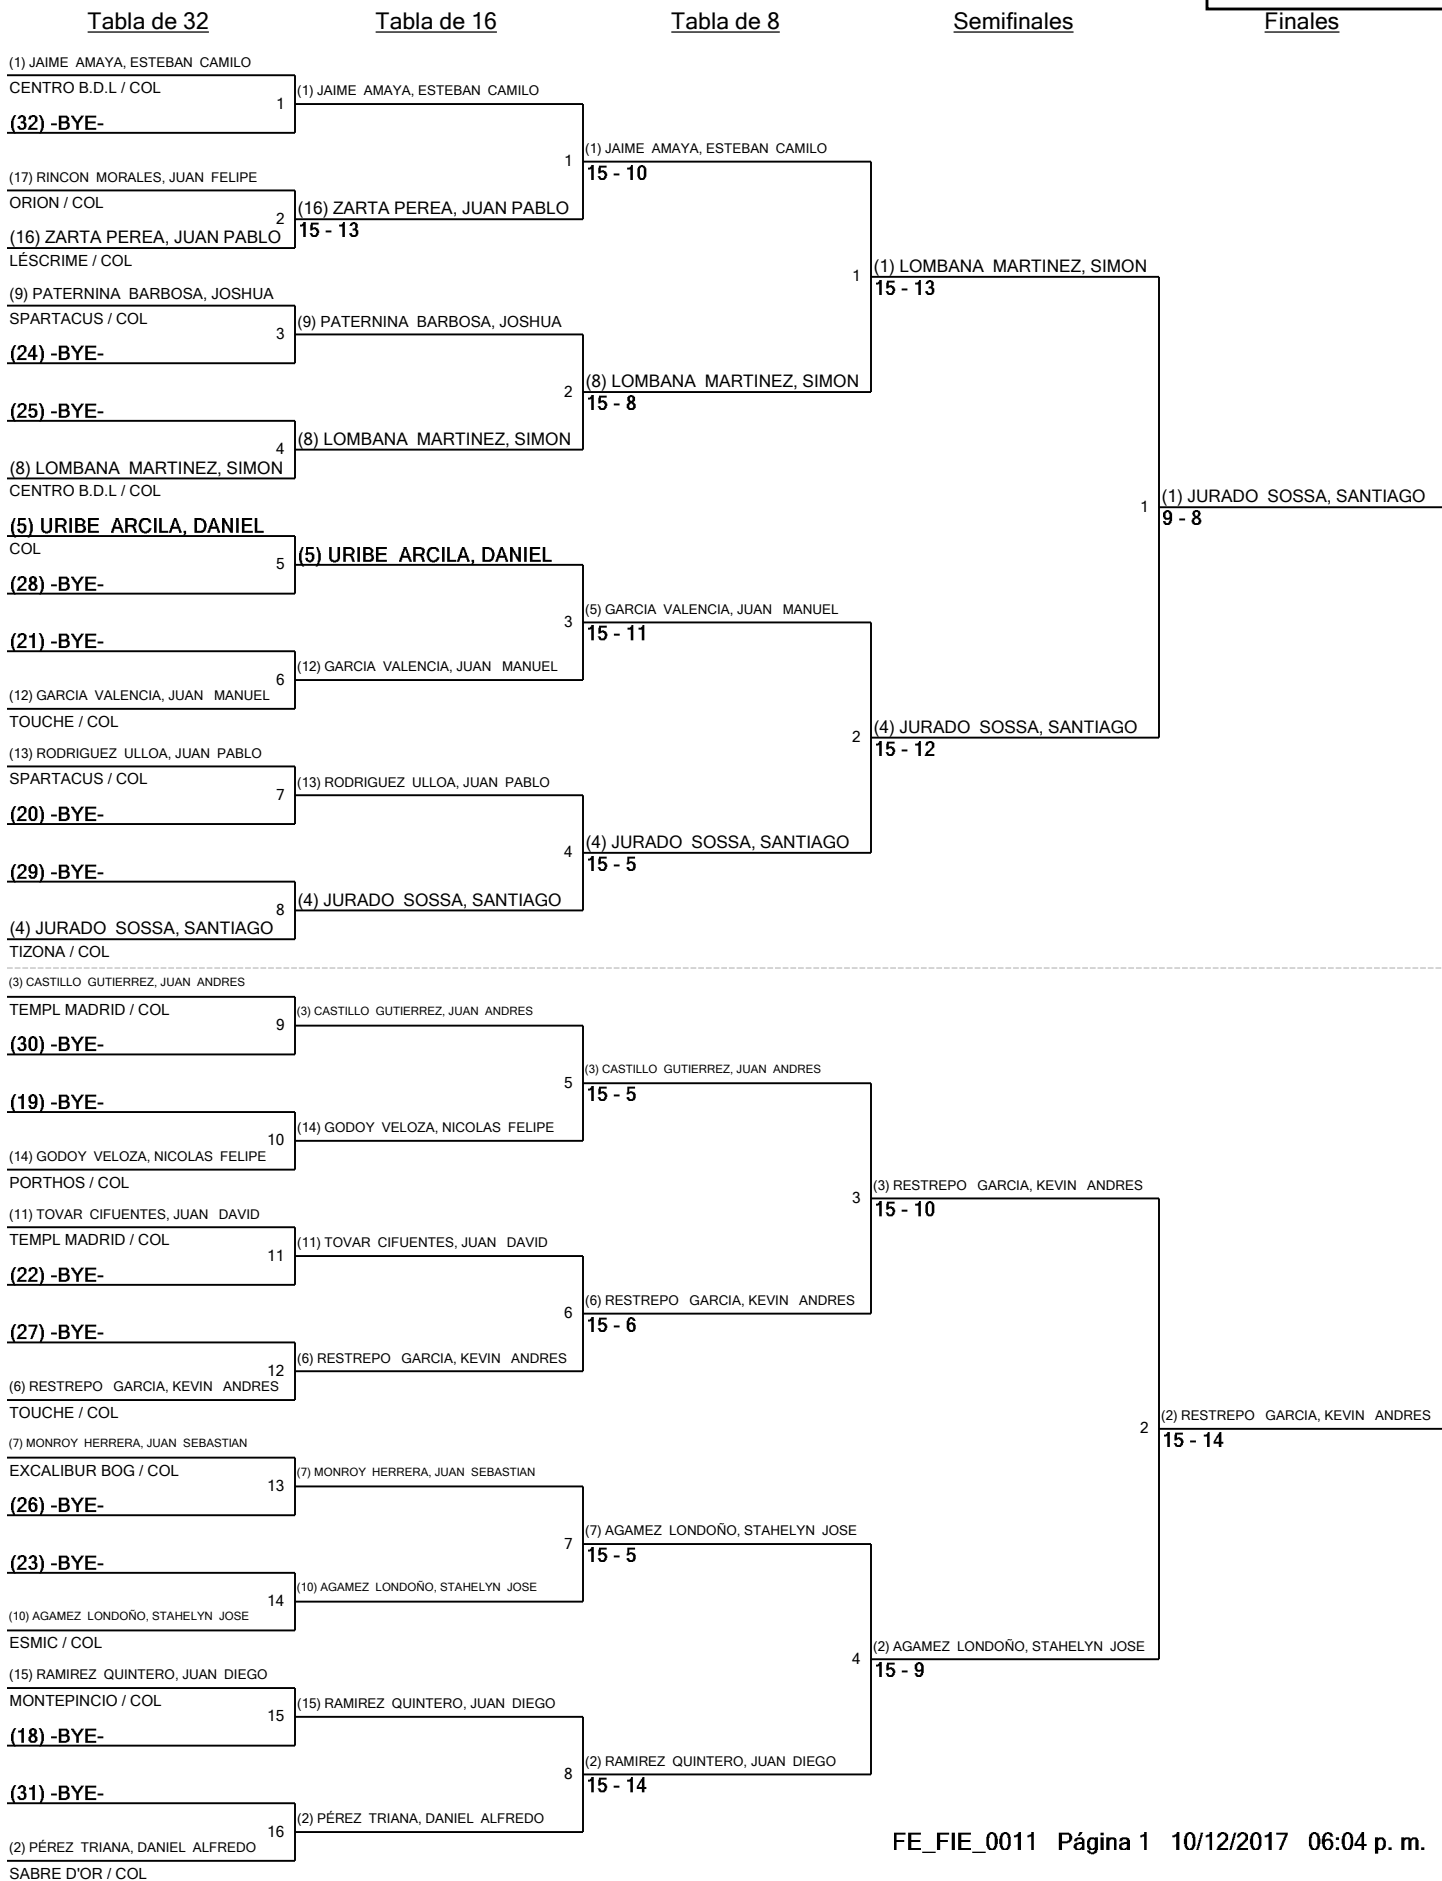 Tabla de 32
Tabla de 16
Tabla de 8
Semifinales
Finales
(1) JAIME AMAYA, ESTEBAN CAMILO
CENTRO B.D.L / COL
1
(32) -BYE-
(17) RINCON MORALES, JUAN FELIPE
ORION / COL
2
(16) ZARTA PEREA, JUAN PABLO
LÉSCRIME / COL
(9) PATERNINA BARBOSA, JOSHUA
SPARTACUS / COL
3
(24) -BYE-
(25) -BYE-
4
(8) LOMBANA MARTINEZ, SIMON
CENTRO B.D.L / COL
(5) URIBE ARCILA, DANIEL
COL
5
(28) -BYE-
(21) -BYE-
6
(12) GARCIA VALENCIA, JUAN MANUEL
TOUCHE / COL
(13) RODRIGUEZ ULLOA, JUAN PABLO
SPARTACUS / COL
7
(20) -BYE-
(29) -BYE-
8
(4) JURADO SOSSA, SANTIAGO
TIZONA / COL
(3) CASTILLO GUTIERREZ, JUAN ANDRES
TEMPL MADRID / COL
9
(30) -BYE-
(19) -BYE-
10
(14) GODOY VELOZA, NICOLAS FELIPE
PORTHOS / COL
(11) TOVAR CIFUENTES, JUAN DAVID
TEMPL MADRID / COL
11
(22) -BYE-
(27) -BYE-
12
(6) RESTREPO GARCIA, KEVIN ANDRES
TOUCHE / COL
(7) MONROY HERRERA, JUAN SEBASTIAN
EXCALIBUR BOG / COL
13
(26) -BYE-
(23) -BYE-
14
(10) AGAMEZ LONDOÑO, STAHELYN JOSE
ESMIC / COL
(15) RAMIREZ QUINTERO, JUAN DIEGO
MONTEPINCIO / COL
15
(18) -BYE-
(31) -BYE-
16
(2) PÉREZ TRIANA, DANIEL ALFREDO
SABRE D'OR / COL
(1) JAIME AMAYA, ESTEBAN CAMILO
1
(16) ZARTA PEREA, JUAN PABLO
15 - 13
(9) PATERNINA BARBOSA, JOSHUA
2
(8) LOMBANA MARTINEZ, SIMON
(5) URIBE ARCILA, DANIEL
3
(12) GARCIA VALENCIA, JUAN MANUEL
(13) RODRIGUEZ ULLOA, JUAN PABLO
4
(4) JURADO SOSSA, SANTIAGO
(3) CASTILLO GUTIERREZ, JUAN ANDRES
5
(14) GODOY VELOZA, NICOLAS FELIPE
(11) TOVAR CIFUENTES, JUAN DAVID
6
(6) RESTREPO GARCIA, KEVIN ANDRES
(7) MONROY HERRERA, JUAN SEBASTIAN
7
(10) AGAMEZ LONDOÑO, STAHELYN JOSE
(15) RAMIREZ QUINTERO, JUAN DIEGO
8
(2) PÉREZ TRIANA, DANIEL ALFREDO
(1) JAIME AMAYA, ESTEBAN CAMILO
15 - 10
1
(8) LOMBANA MARTINEZ, SIMON
15 - 8
(5) GARCIA VALENCIA, JUAN MANUEL
15 - 11
2
(4) JURADO SOSSA, SANTIAGO
15 - 5
(3) CASTILLO GUTIERREZ, JUAN ANDRES
15 - 5
3
(6) RESTREPO GARCIA, KEVIN ANDRES
15 - 6
(7) AGAMEZ LONDOÑO, STAHELYN JOSE
15 - 5
4
(2) RAMIREZ QUINTERO, JUAN DIEGO
15 - 14
(1) LOMBANA MARTINEZ, SIMON
15 - 13
1
(4) JURADO SOSSA, SANTIAGO
15 - 12
(3) RESTREPO GARCIA, KEVIN ANDRES
15 - 10
2
(2) AGAMEZ LONDOÑO, STAHELYN JOSE
15 - 9
(1) JURADO SOSSA, SANTIAGO
9 - 8
(2) RESTREPO GARCIA, KEVIN ANDRES
15 - 14
FE_FIE_0011 Página 1 10/12/2017 06:04 p. m.